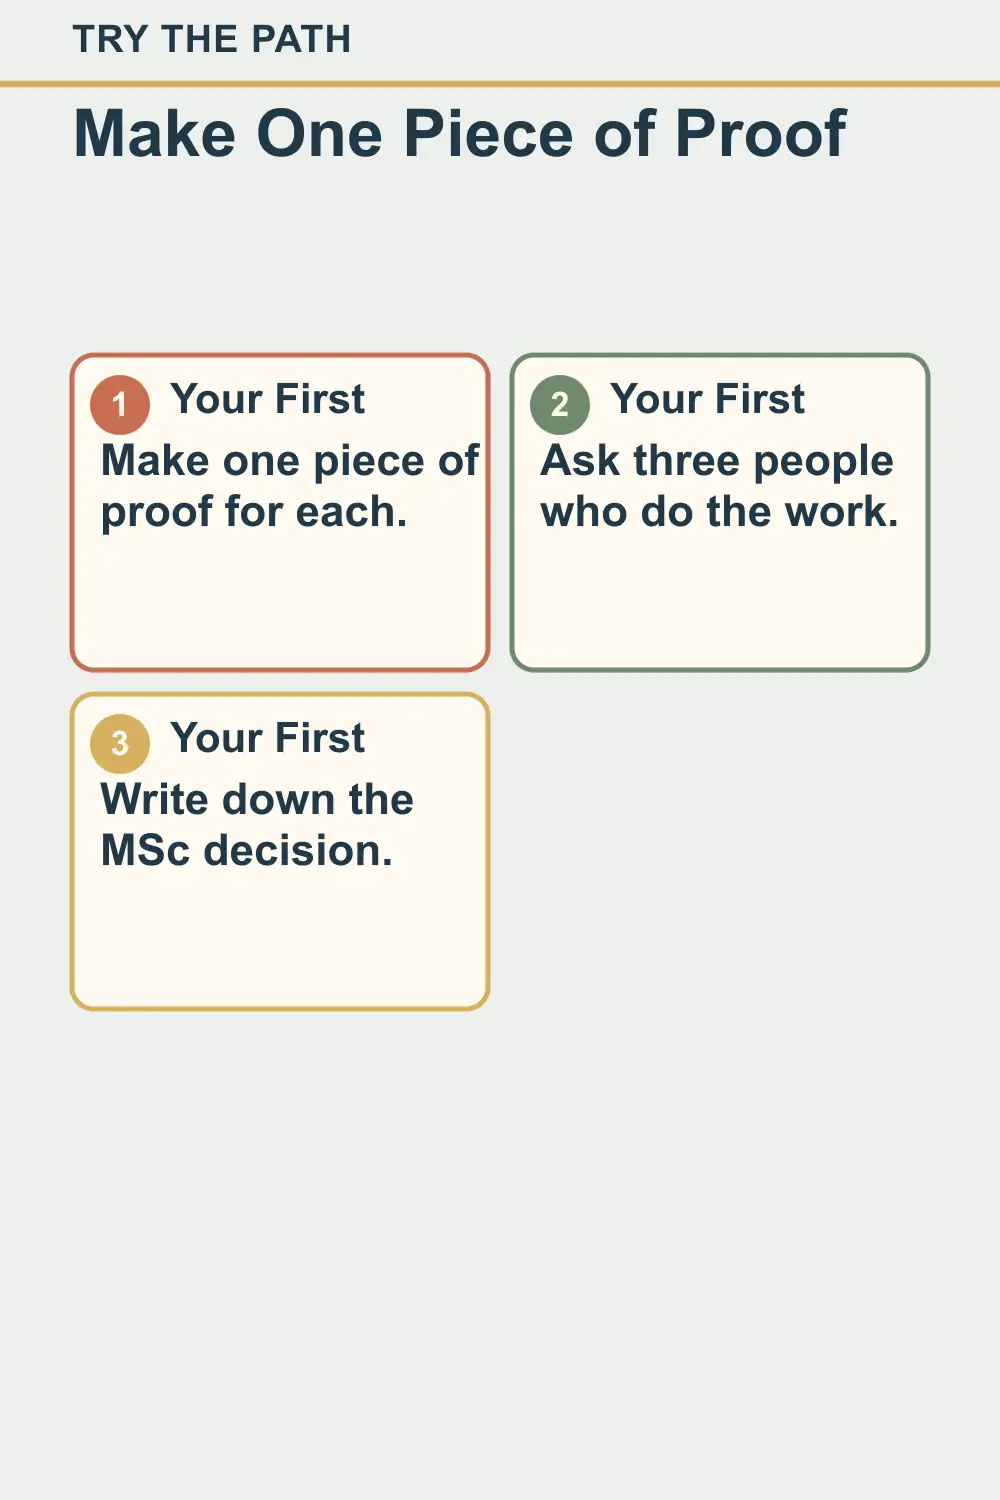 TRY THE PATH
Make One Piece of Proof
1 Your First
Make one piece of
proof for each.
2 Your First
Ask three people
who do the work.
3 Your First
Write down the
MSc decision.